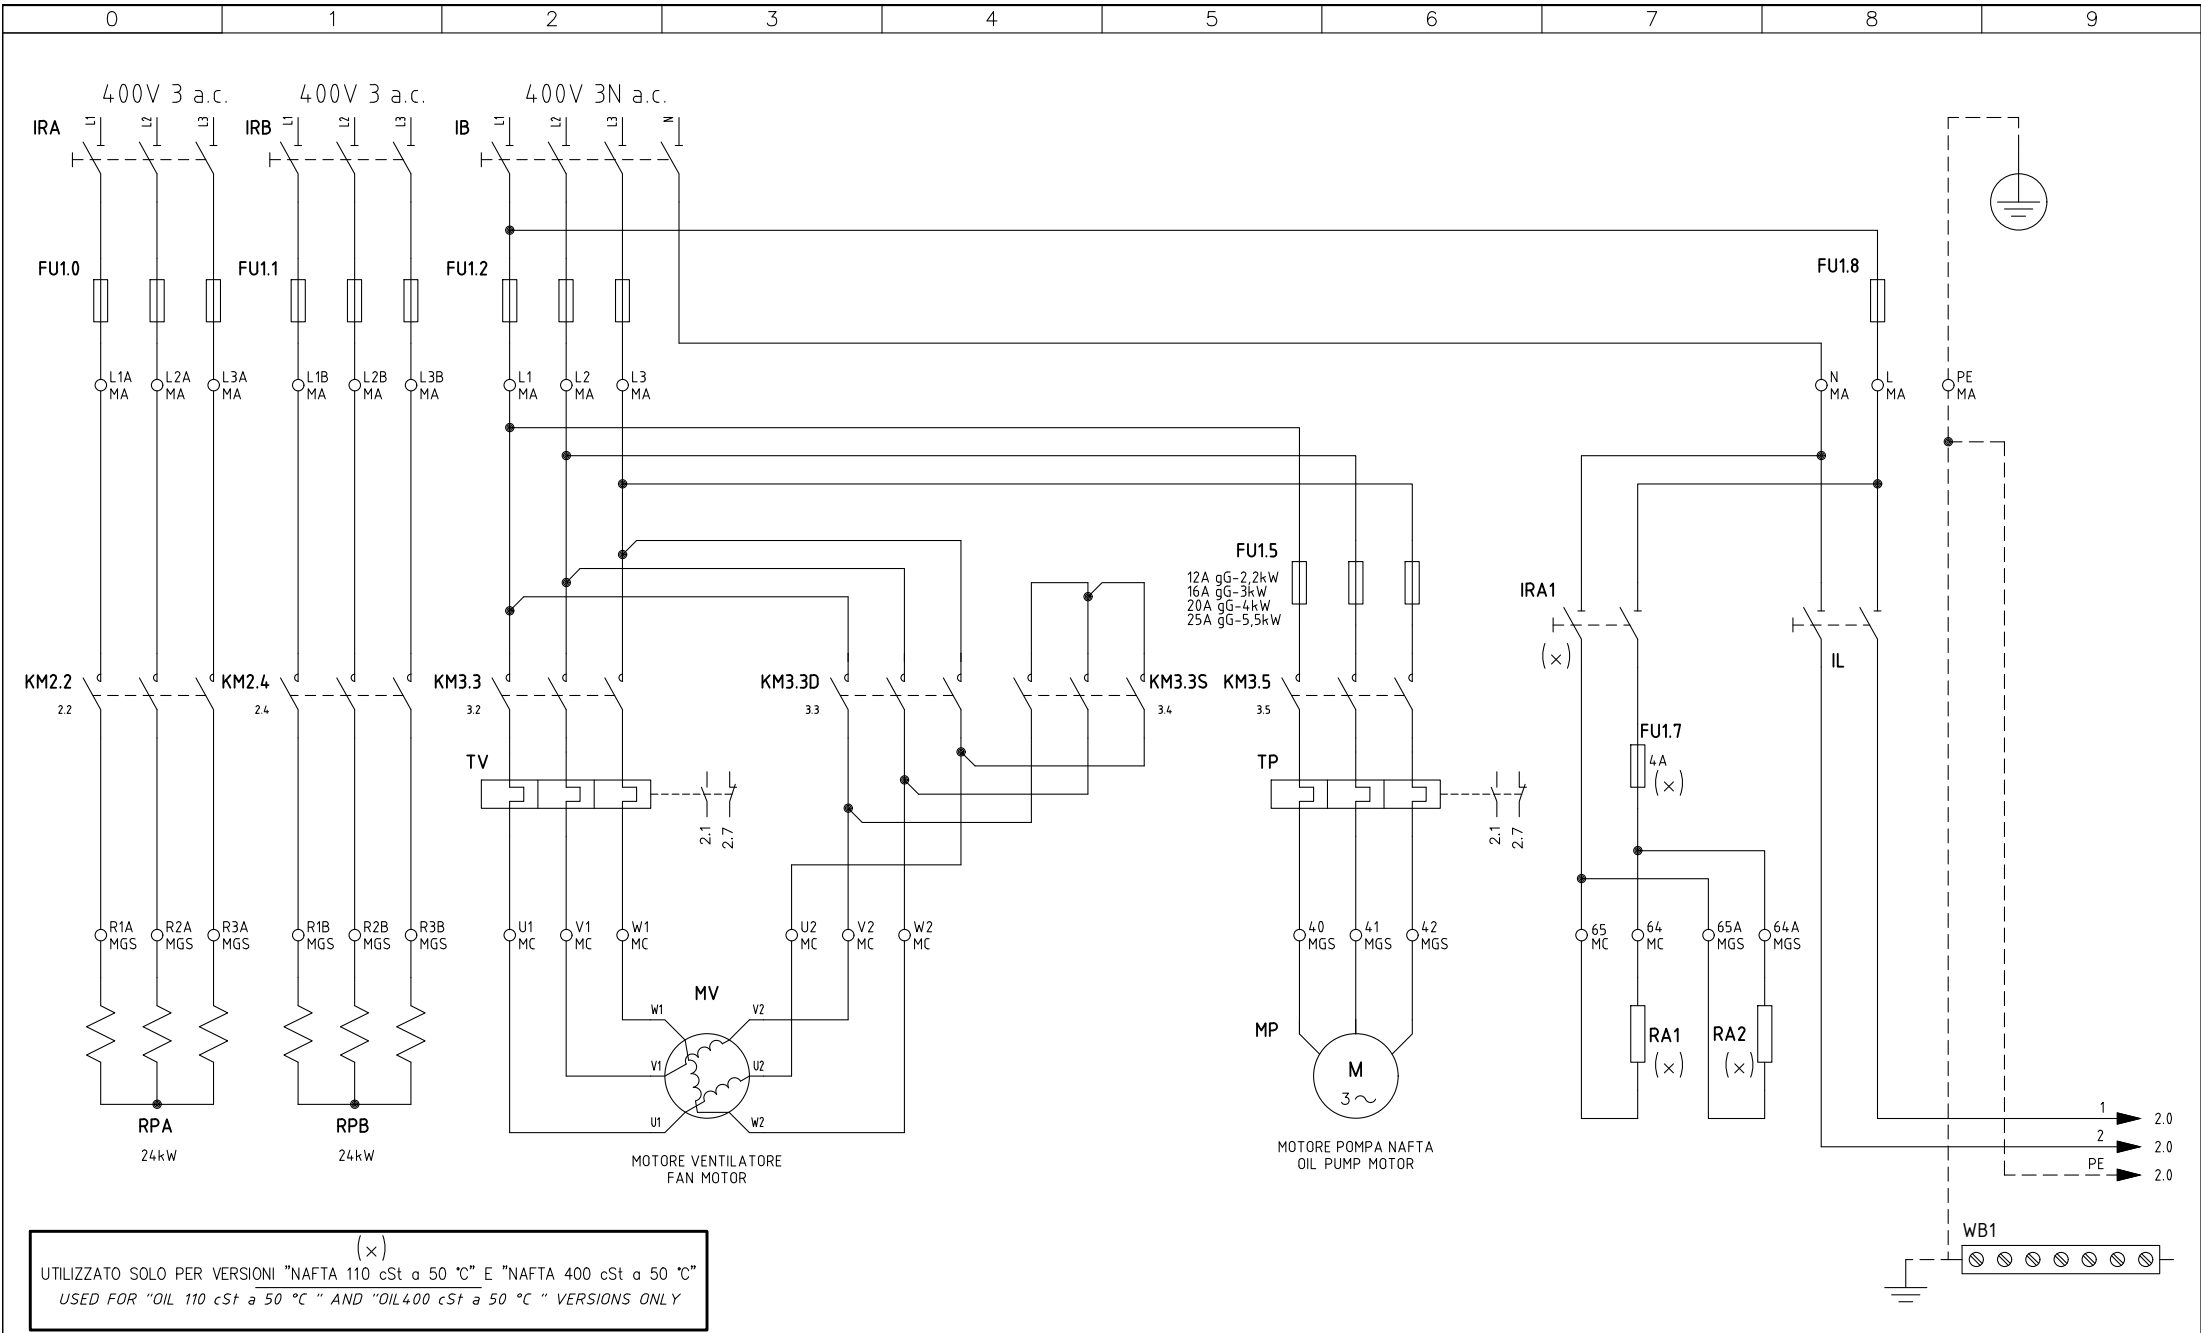 0 1 2 3 4 5 6 7 8 9
400V 3 a.c. 400V 3 a.c. 400V 3N a.c.
IRA L1 L2 L3 IRB L1 L2 L3 IB L1 L2 L3 N
FU1.0 FU1.1 FU1.2 FU1.8
L1A L2A L3A L1B L2B L3B L1 L2 L3 N L PE
MA MA MA MA MA MA MA MA MA MA MA MA
FU1.5
12A gG-2,2kW
16A gG-3kW
20A gG-4kW
25A gG-5,5kW
IRA1
(x) IL
KM2.2 KM2.4 KM3.3 KM3.3D KM3.3S KM3.5
2.2 2.4 3.2 3.3 3.4 3.5
FU1.7
4A
(x)
TV TP
2.1 2.7 2.1 2.7
R1A R2A R3A R1B R2B R3B U1 V1 W1 U2 V2 W2 40 41 42 65 64 65A 64A
MGS MGS MGS MGS MGS MGS MC MC MC MC MC MC MGS MGS MGS MC MC MGS MGS
MV
W1 V2
V1 U2
U1 W2
MP
M
3~
RA1 RA2
(x) (x)
RPA RPB
24kW 24kW
MOTORE VENTILATORE
FAN MOTOR
MOTORE POMPA NAFTA
OIL PUMP MOTOR
1 2.0
2 2.0
PE 2.0
WB1
(x)
UTILIZZATO SOLO PER VERSIONI "NAFTA 110 cSt a 50 °C" E "NAFTA 400 cSt a 50 °C"
USED FOR "OIL 110 cSt a 50 °C " AND "OIL400 cSt a 50 °C " VERSIONS ONLY